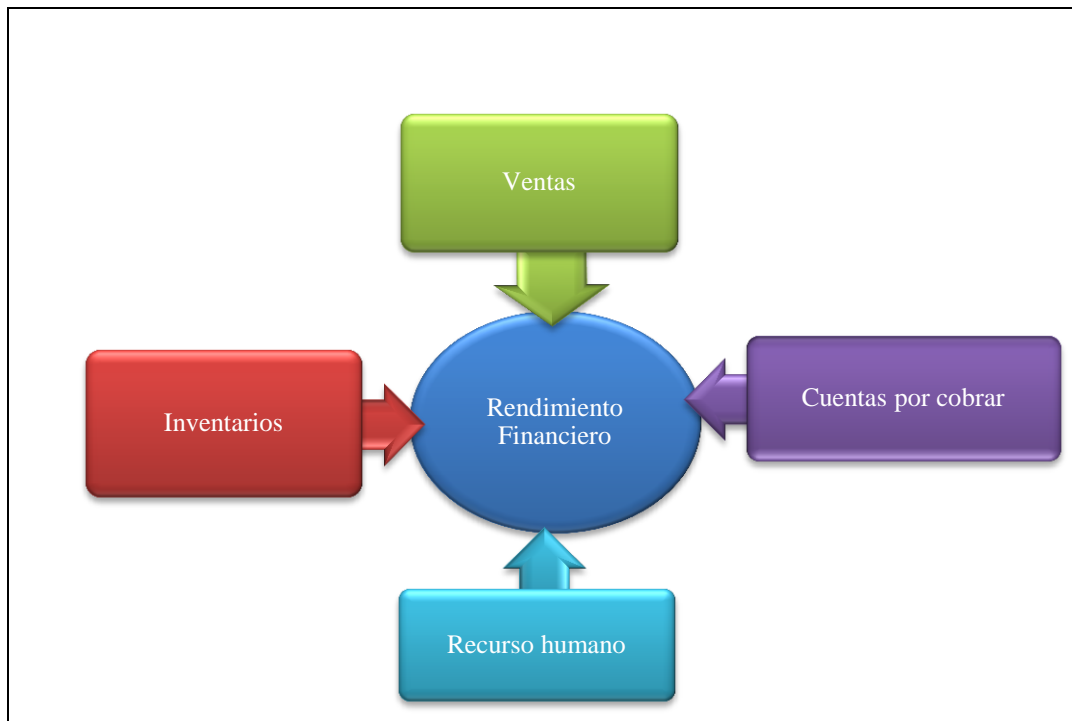 Ventas
Inventarios
Rendimiento
Financiero
Cuentas por cobrar
Recurso humano